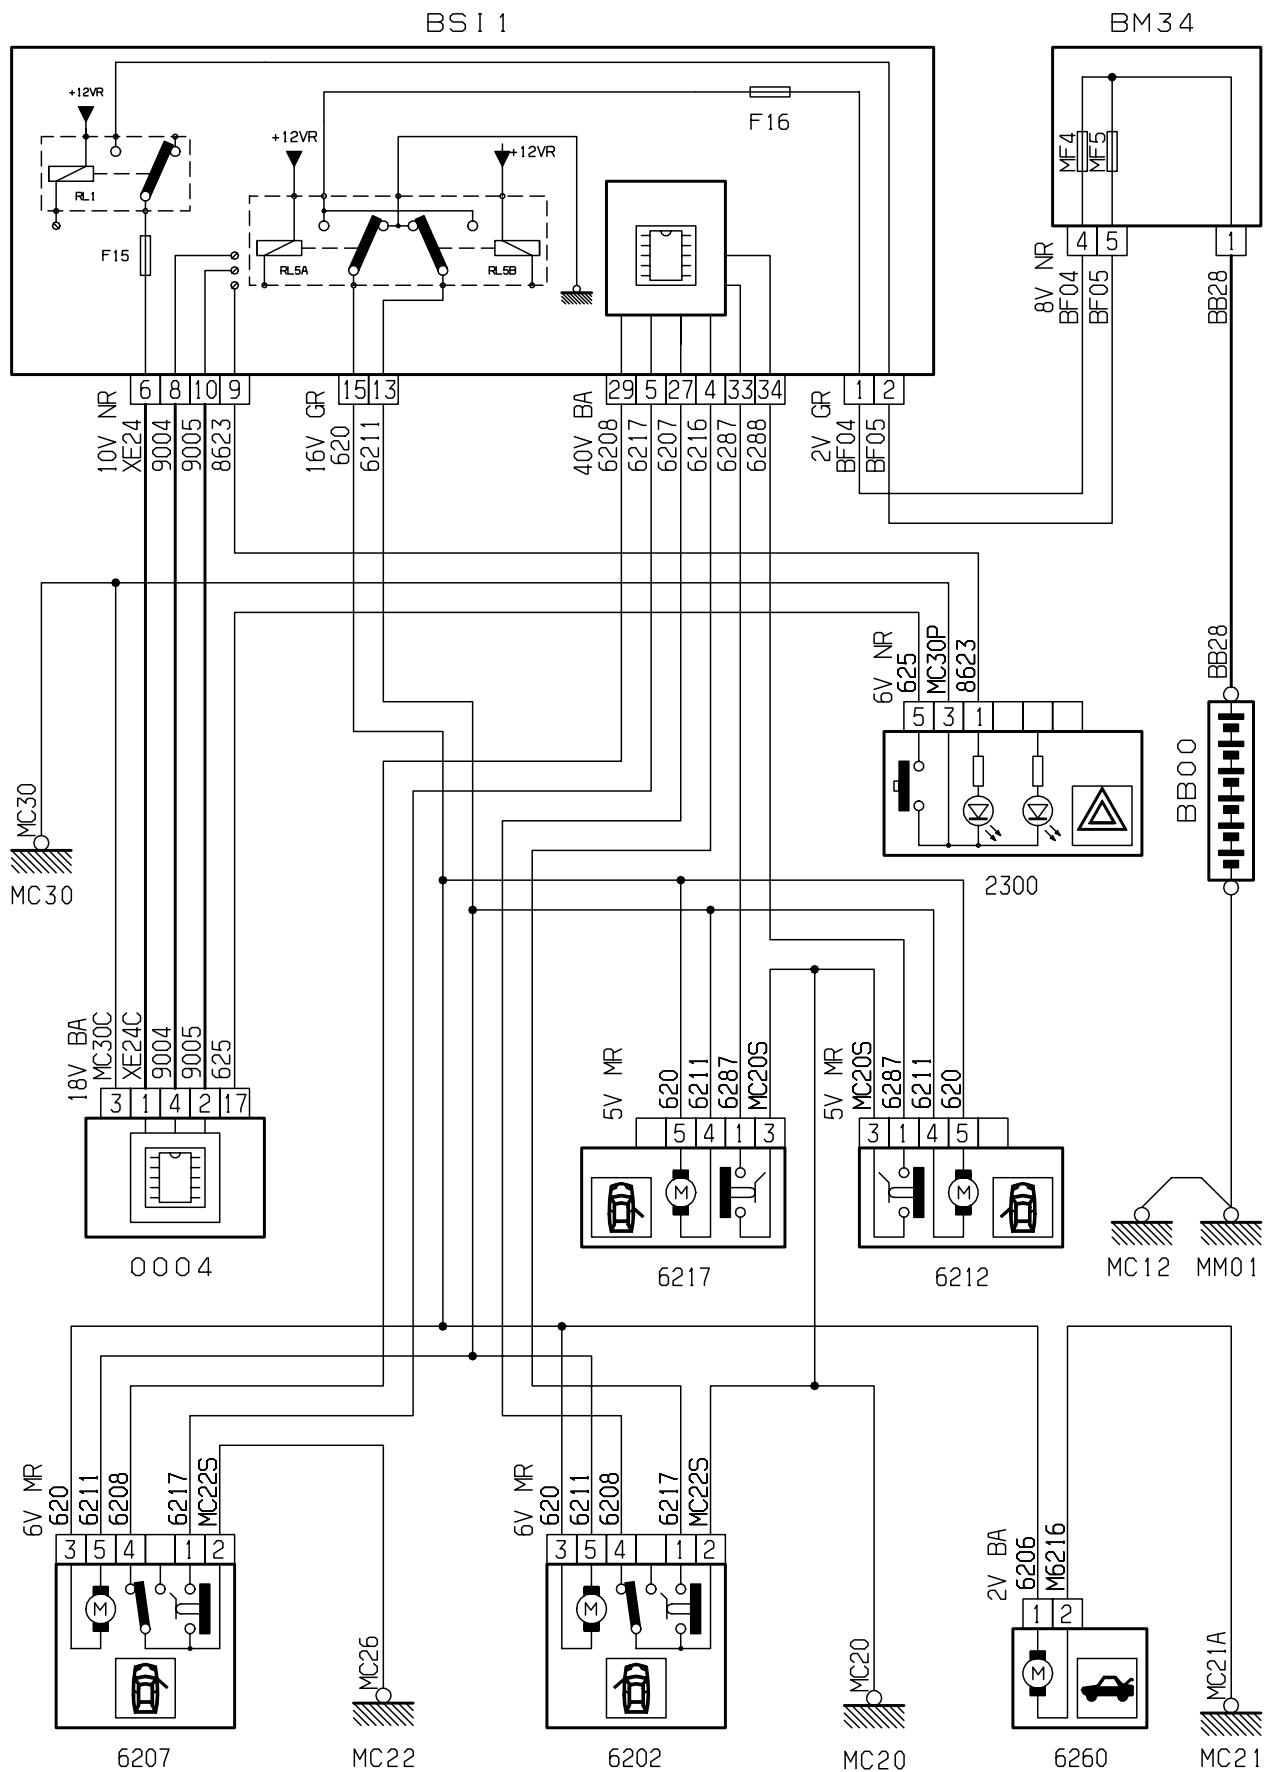 BSI1
BM34
+12VR
RL1
F15
+12VR
+12VR
RL5A
RL5B
F16
MF4
MF5
4 5 1
8V NR
BF04
BF05
BB28
6 8 10 9
15 13
29 5 27 4 33 34
1 2
10V NR
XE24
9004
9005
8623
16V GR
620
6211
40V BA
6208
6217
6207
6216
6287
6288
2V GR
BF04
BF05
BB28
6V NR
625
MC30P
8623
5 3 1
2300
BB00
MC30
MC30
18V BA
MC30C
XE24C
9004
9005
625
3 1 4 2 17
0004
5V MR
620
6211
6287
MC20S
5 4 1 3
M
6217
5V MR
MC20S
6287
6211
620
3 1 4 5
M
6212
MC12
MM01
6V MR
620
6211
6208
6217
MC22S
3 5 4 1 2
M
6207
MC26
MC22
6V MR
620
6211
6208
6217
MC22S
3 5 4 1 2
M
6202
MC20
MC20
2V BA
6206
M6216
1 2
M
6260
MC21A
MC21